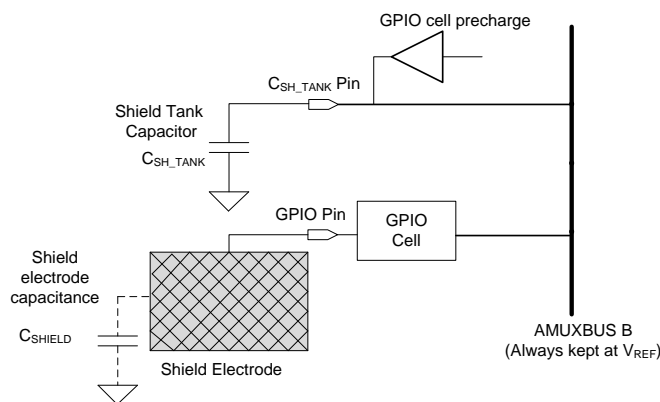 GPIO cell precharge
C_SH_TANK Pin
Shield Tank
Capacitor
C_SH_TANK
GPIO Pin
GPIO
Cell
Shield
electrode
capacitance
C_SHIELD
Shield Electrode
AMUXBUS B
(Always kept at V_REF)